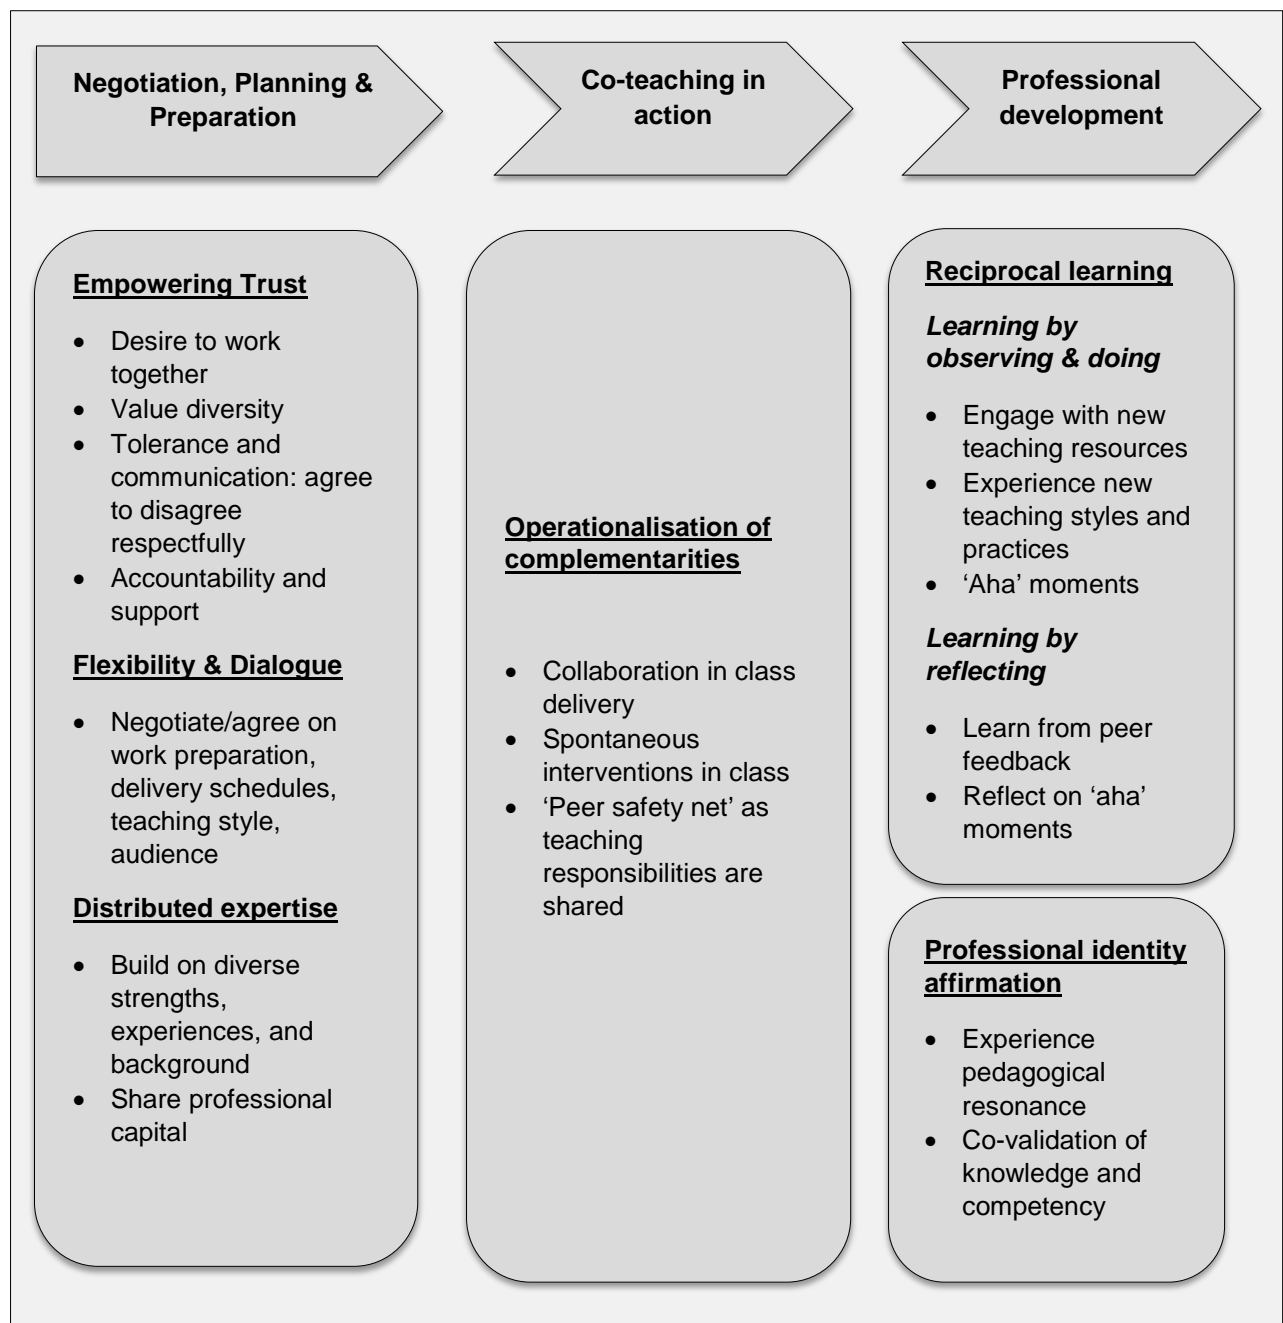 Negotiation, Planning &
Preparation
Co-teaching in
action
Professional
development
Empowering Trust
• Desire to work
together
• Value diversity
• Tolerance and
communication: agree
to disagree
respectfully
• Accountability and
support
Flexibility & Dialogue
• Negotiate/agree on
work preparation,
delivery schedules,
teaching style,
audience
Distributed expertise
• Build on diverse
strengths,
experiences, and
background
• Share professional
capital
Operationalisation of
complementarities
• Collaboration in class
delivery
• Spontaneous
interventions in class
• ‘Peer safety net’ as
teaching
responsibilities are
shared
Reciprocal learning
Learning by
observing & doing
• Engage with new
teaching resources
• Experience new
teaching styles and
practices
• ‘Aha’ moments
Learning by
reflecting
• Learn from peer
feedback
• Reflect on ‘aha’
moments
Professional identity
affirmation
• Experience
pedagogical
resonance
• Co-validation of
knowledge and
competency